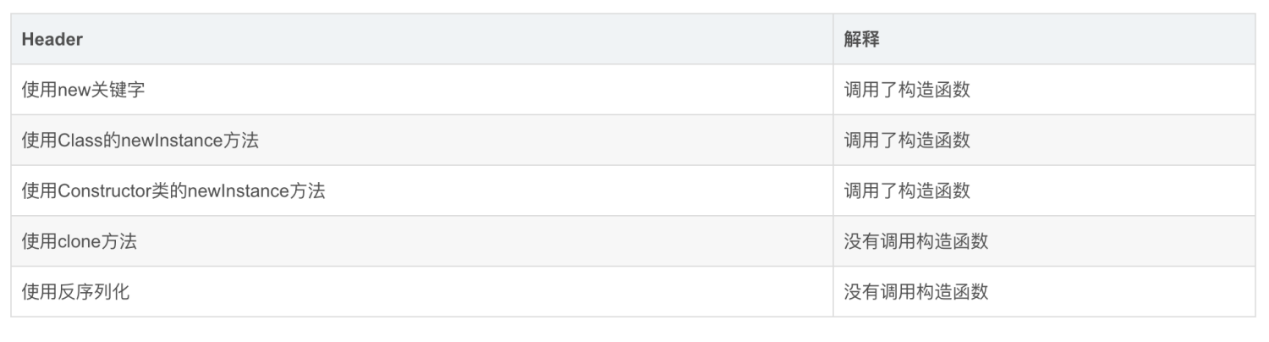 Header 解释
使用new关键字 调用了构造函数
使用Class的newInstance方法 调用了构造函数
使用Constructor类的newInstance方法 调用了构造函数
使用clone方法 没有调用构造函数
使用反序列化 没有调用构造函数